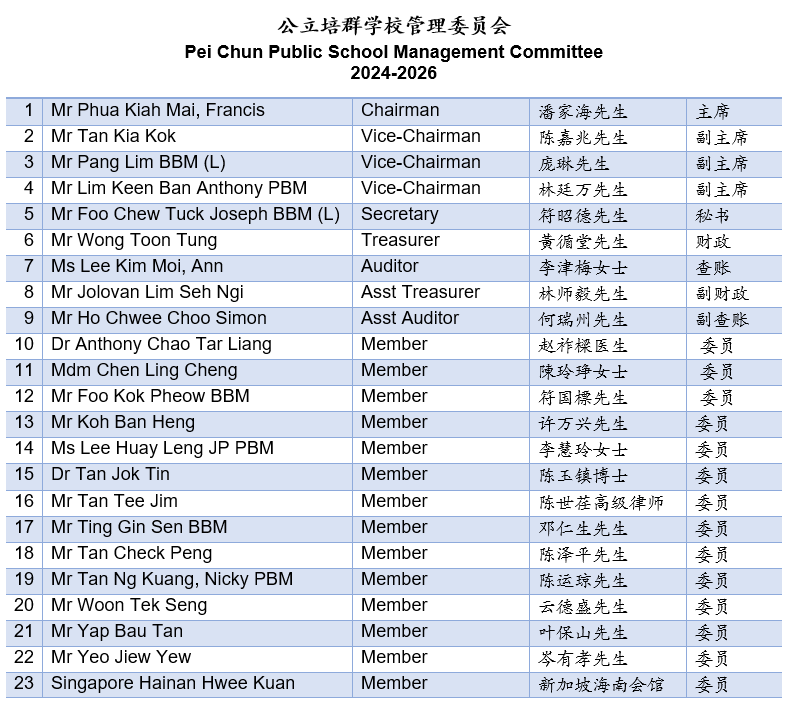 公立培群学校管理委员会
Pei Chun Public School Management Committee
2024-2026
1 Mr Phua Kiah Mai, Francis Chairman 潘家海先生 主席
2 Mr Tan Kia Kok Vice-Chairman 陈嘉兆先生 副主席
3 Mr Pang Lim BBM (L) Vice-Chairman 庞琳先生 副主席
4 Mr Lim Keen Ban Anthony PBM Vice-Chairman 林廷万先生 副主席
5 Mr Foo Chew Tuck Joseph BBM (L) Secretary 符昭德先生 秘书
6 Mr Wong Toon Tung Treasurer 黄循堂先生 财政
7 Ms Lee Kim Moi, Ann Auditor 李津梅女士 查账
8 Mr Jolovan Lim Seh Ngi Asst Treasurer 林师毅先生 副财政
9 Mr Ho Chwee Choo Simon Asst Auditor 何瑞州先生 副查账
10 Dr Anthony Chao Tar Liang Member 赵祚樑医生 委员
11 Mdm Chen Ling Cheng Member 陳玲琤女士 委员
12 Mr Foo Kok Pheow BBM Member 符国標先生 委员
13 Mr Koh Ban Heng Member 许万兴先生 委员
14 Ms Lee Huay Leng JP PBM Member 李慧玲女士 委员
15 Dr Tan Jok Tin Member 陈玉镇博士 委员
16 Mr Tan Tee Jim Member 陈世荏高级律师 委员
17 Mr Ting Gin Sen BBM Member 邓仁生先生 委员
18 Mr Tan Check Peng Member 陈泽平先生 委员
19 Mr Tan Ng Kuang, Nicky PBM Member 陈运琼先生 委员
20 Mr Woon Tek Seng Member 云德盛先生 委员
21 Mr Yap Bau Tan Member 叶保山先生 委员
22 Mr Yeo Jiew Yew Member 岑有孝先生 委员
23 Singapore Hainan Hwee Kuan Member 新加坡海南会馆 委员